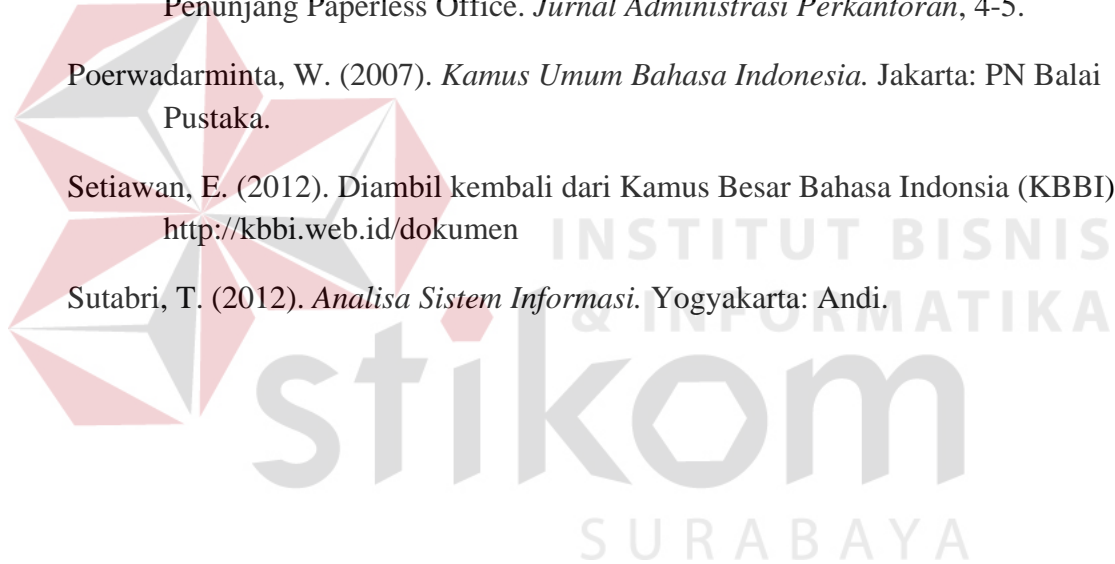 Penunjang Paperless Office. Jurnal Administrasi Perkantoran, 4-5.
Poerwadarminta, W. (2007). Kamus Umum Bahasa Indonesia. Jakarta: PN Balai
Pustaka.
Setiawan, E. (2012). Diambil kembali dari Kamus Besar Bahasa Indonsia (KBBI)
http://kbbi.web.id/dokumen
INSTITUT BISNIS
Sutabri, T. (2012). Analisa Sistem Informasi. Yogyakarta: Andi.
& INFORMATIKA
stikom
SURABAYA